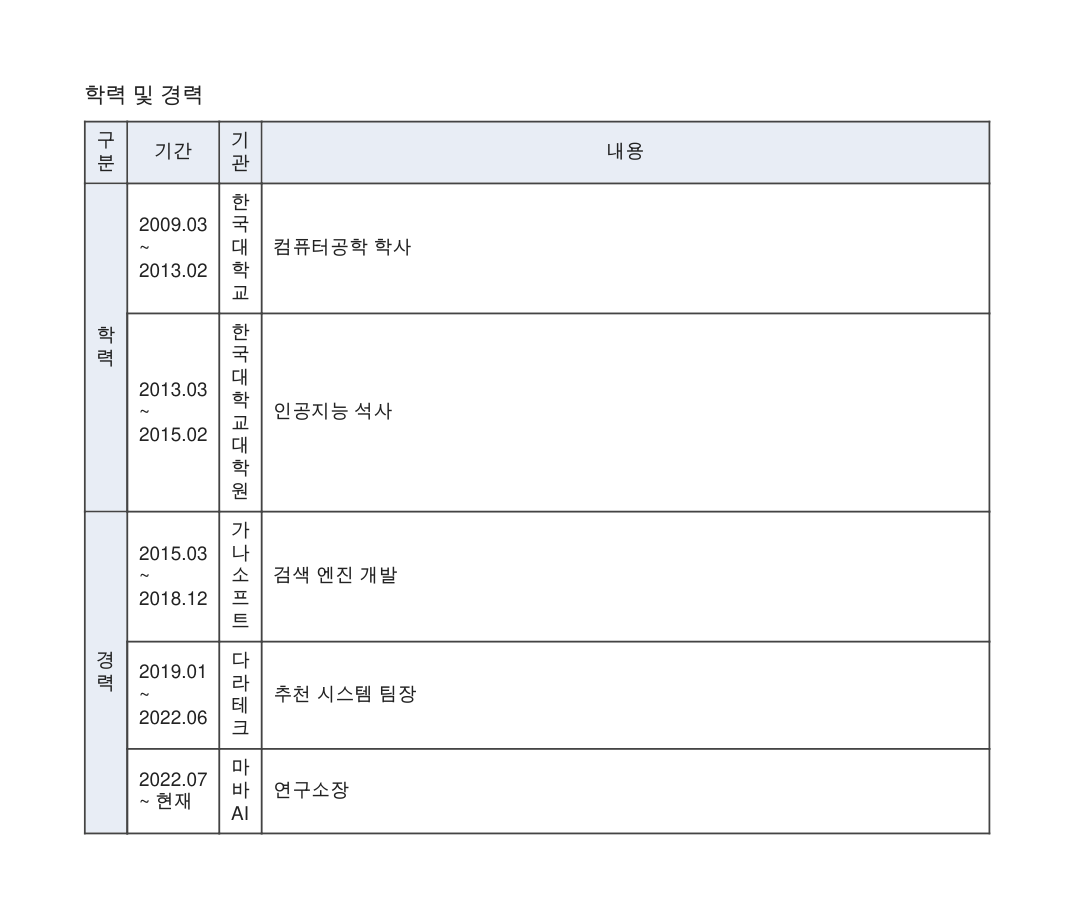 학력 및 경력
구분 기간 기관 내용
학력
2009.03 ~ 2013.02 한국대학교 컴퓨터공학 학사
2013.03 ~ 2015.02 한국대학교대학원 인공지능 석사
경력
2015.03 ~ 2018.12 가나소프트 검색 엔진 개발
2019.01 ~ 2022.06 다라테크 추천 시스템 팀장
2022.07 ~ 현재 마바AI 연구소장